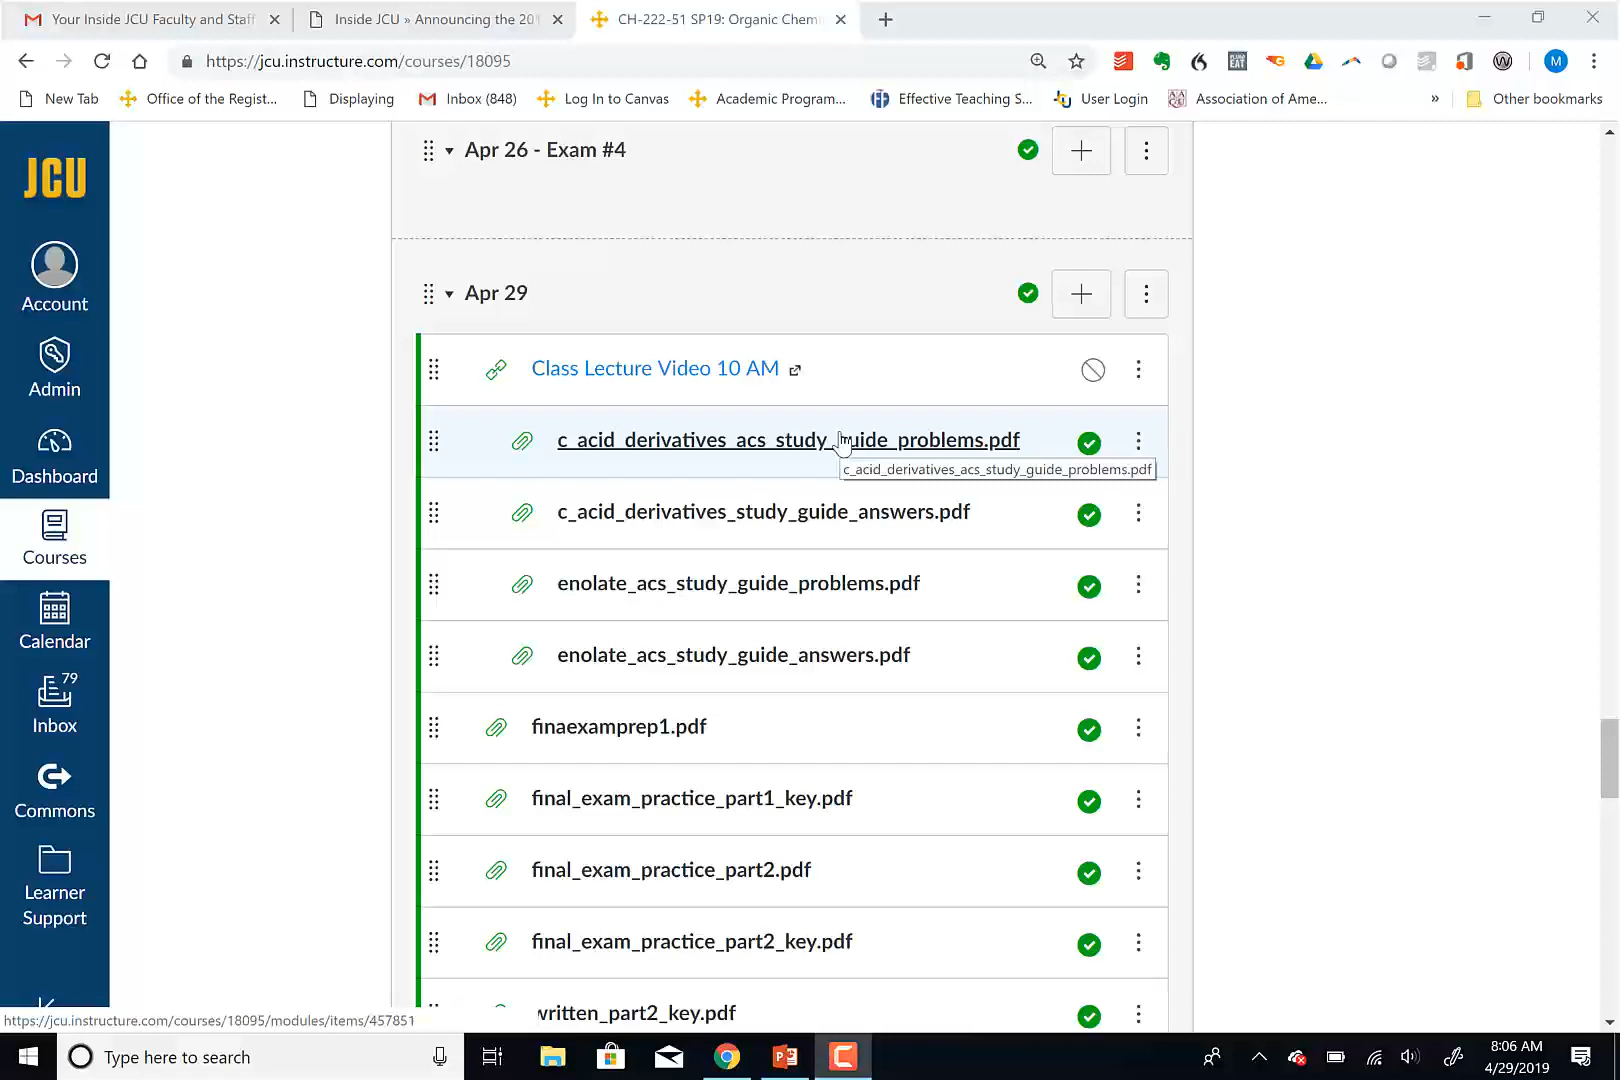 Your Inside JCU Faculty and Staff
Inside JCU » Announcing the 201
CH-222-51 SP19: Organic Chem
https://jcu.instructure.com/courses/18095
PLAN TO EAT
W
M
New Tab
Office of the Regist...
Displaying
Inbox (848)
Log In to Canvas
Academic Program...
Effective Teaching S...
User Login
Association of Ame...
»
Other bookmarks
JCU
Account
Admin
Dashboard
Courses
Calendar
79
Inbox
Commons
Learner
Support
Apr 26 - Exam #4
Apr 29
Class Lecture Video 10 AM
c_acid_derivatives_acs_study_guide_problems.pdf
c_acid_derivatives_acs_study_guide_problems.pdf
c_acid_derivatives_study_guide_answers.pdf
enolate_acs_study_guide_problems.pdf
enolate_acs_study_guide_answers.pdf
finaexamprep1.pdf
final_exam_practice_part1_key.pdf
final_exam_practice_part2.pdf
final_exam_practice_part2_key.pdf
written_part2_key.pdf
https://jcu.instructure.com/courses/18095/modules/items/457851
Type here to search
8:06 AM
4/29/2019